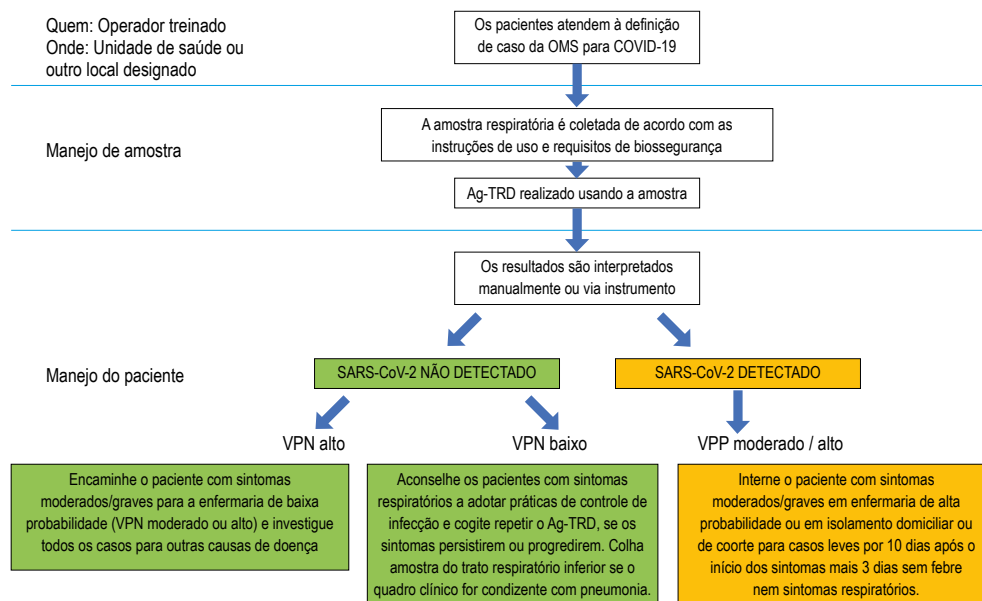 Quem: Operador treinado
Onde: Unidade de saúde ou
outro local designado
Os pacientes atendem à definição
de caso da OMS para COVID-19
Manejo de amostra
A amostra respiratória é coletada de acordo com as
instruções de uso e requisitos de biossegurança
Ag-TRD realizado usando a amostra
Os resultados são interpretados
manualmente ou via instrumento
Manejo do paciente
SARS-CoV-2 NÃO DETECTADO
SARS-CoV-2 DETECTADO
VPN alto
VPN baixo
VPP moderado / alto
Encaminhe o paciente com sintomas
moderados/graves para a enfermaria de baixa
probabilidade (VPN moderado ou alto) e investigue
todos os casos para outras causas de doença
Aconselhe os pacientes com sintomas
respiratórios a adotar práticas de controle de
infecção e cogite repetir o Ag-TRD, se os
sintomas persistirem ou progredirem. Colha
amostra do trato respiratório inferior se o
quadro clínico for condizente com pneumonia.
Interne o paciente com sintomas
moderados/graves em enfermaria de alta
probabilidade ou em isolamento domiciliar ou
de coorte para casos leves por 10 dias após o
início dos sintomas mais 3 dias sem febre
nem sintomas respiratórios.